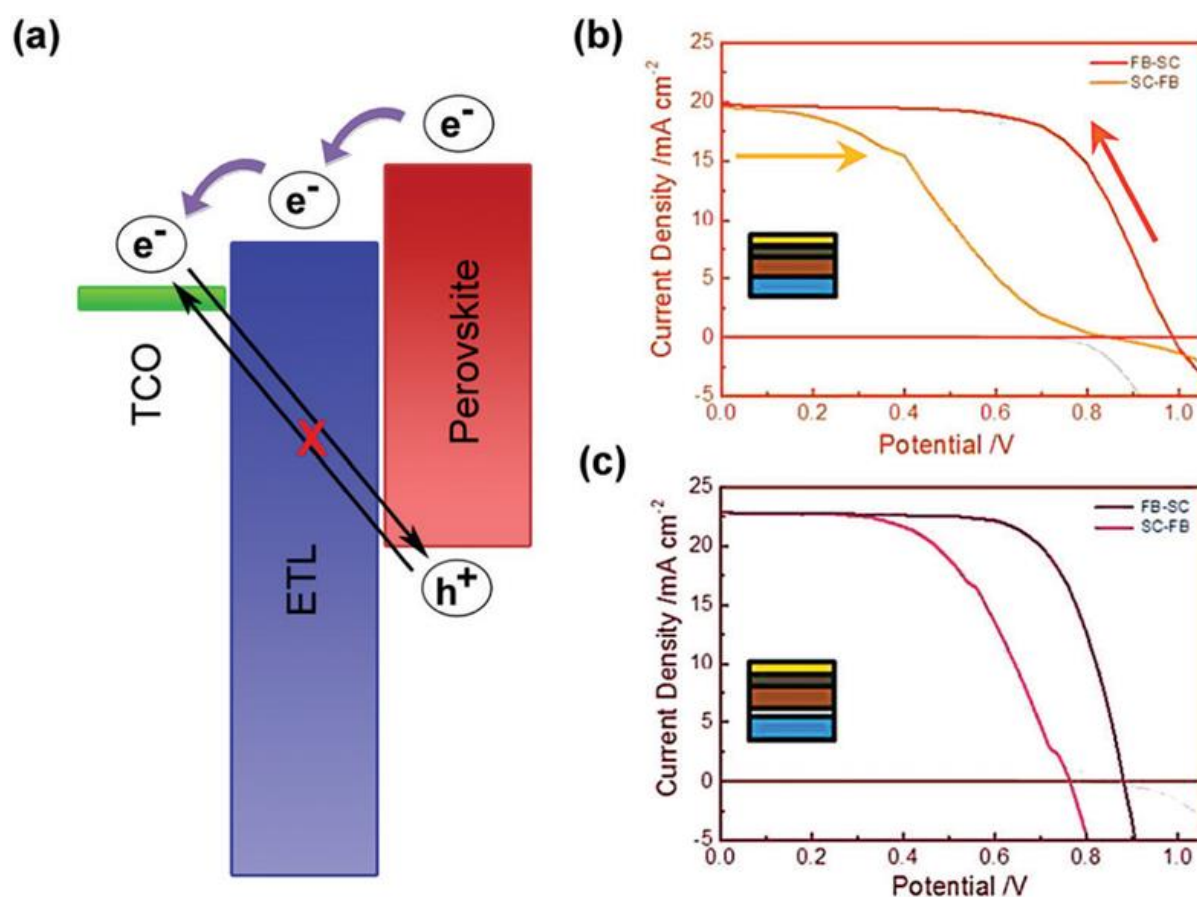 (a)
e-
e-
e-
TCO
ETL
Perovskite
X
h+
(b)
Current Density /mA cm-2
25
20
15
10
5
0
-5
0.0 0.2 0.4 0.6 0.8 1.0
Potential /V
FB-SC
SC-FB
(c)
Current Density /mA cm-2
25
20
15
10
5
0
-5
0.0 0.2 0.4 0.6 0.8 1.0
Potential /V
FB-SC
SC-FB